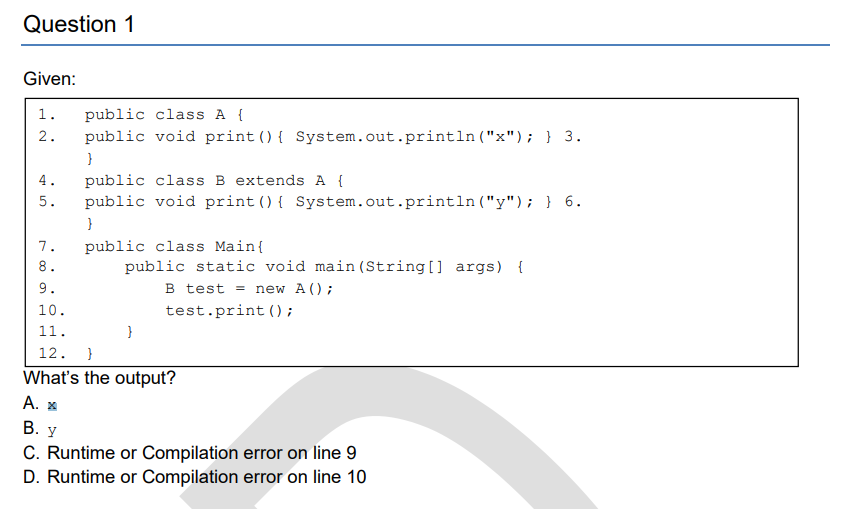 Question 1
Given:
1. public class A {
2. public void print(){ System.out.println("x"); } 3.
}
4. public class B extends A {
5. public void print(){ System.out.println("y"); } 6.
}
7. public class Main{
8. public static void main(String[] args) {
9. B test = new A();
10. test.print();
11. }
12. }
What's the output?
A. x
B. y
C. Runtime or Compilation error on line 9
D. Runtime or Compilation error on line 10